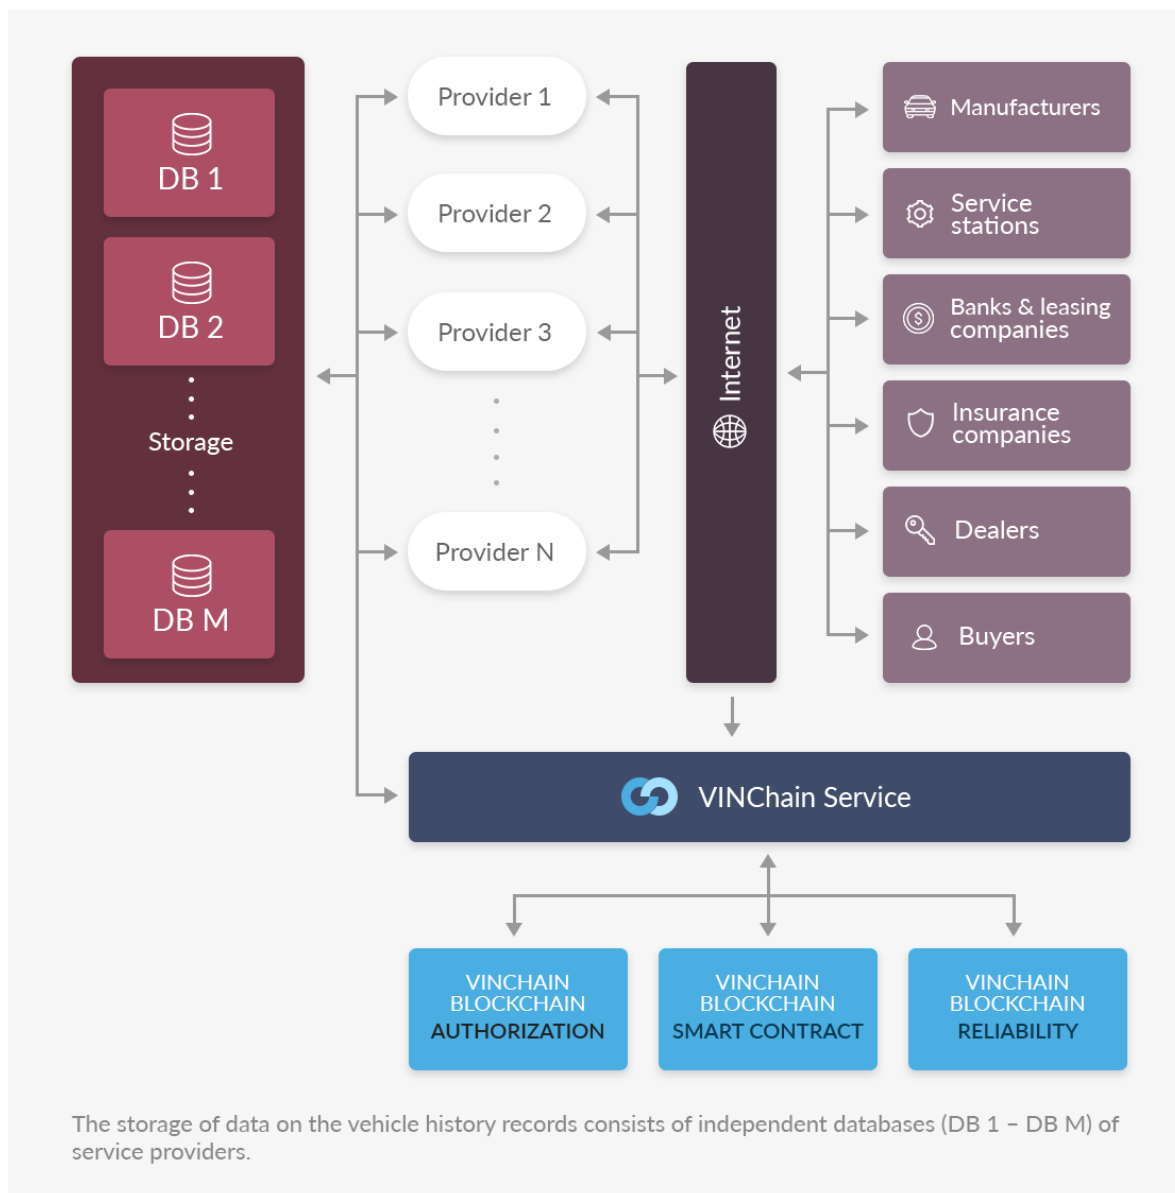 DB 1
DB 2
Storage
DB M
Provider 1
Provider 2
Provider 3
Provider N
Internet
Manufacturers
Service
stations
Banks & leasing
companies
Insurance
companies
Dealers
Buyers
VINChain Service
VINCHAIN
BLOCKCHAIN
AUTHORIZATION
VINCHAIN
BLOCKCHAIN
SMART CONTRACT
VINCHAIN
BLOCKCHAIN
RELIABILITY
The storage of data on the vehicle history records consists of independent databases (DB 1 – DB M) of
service providers.